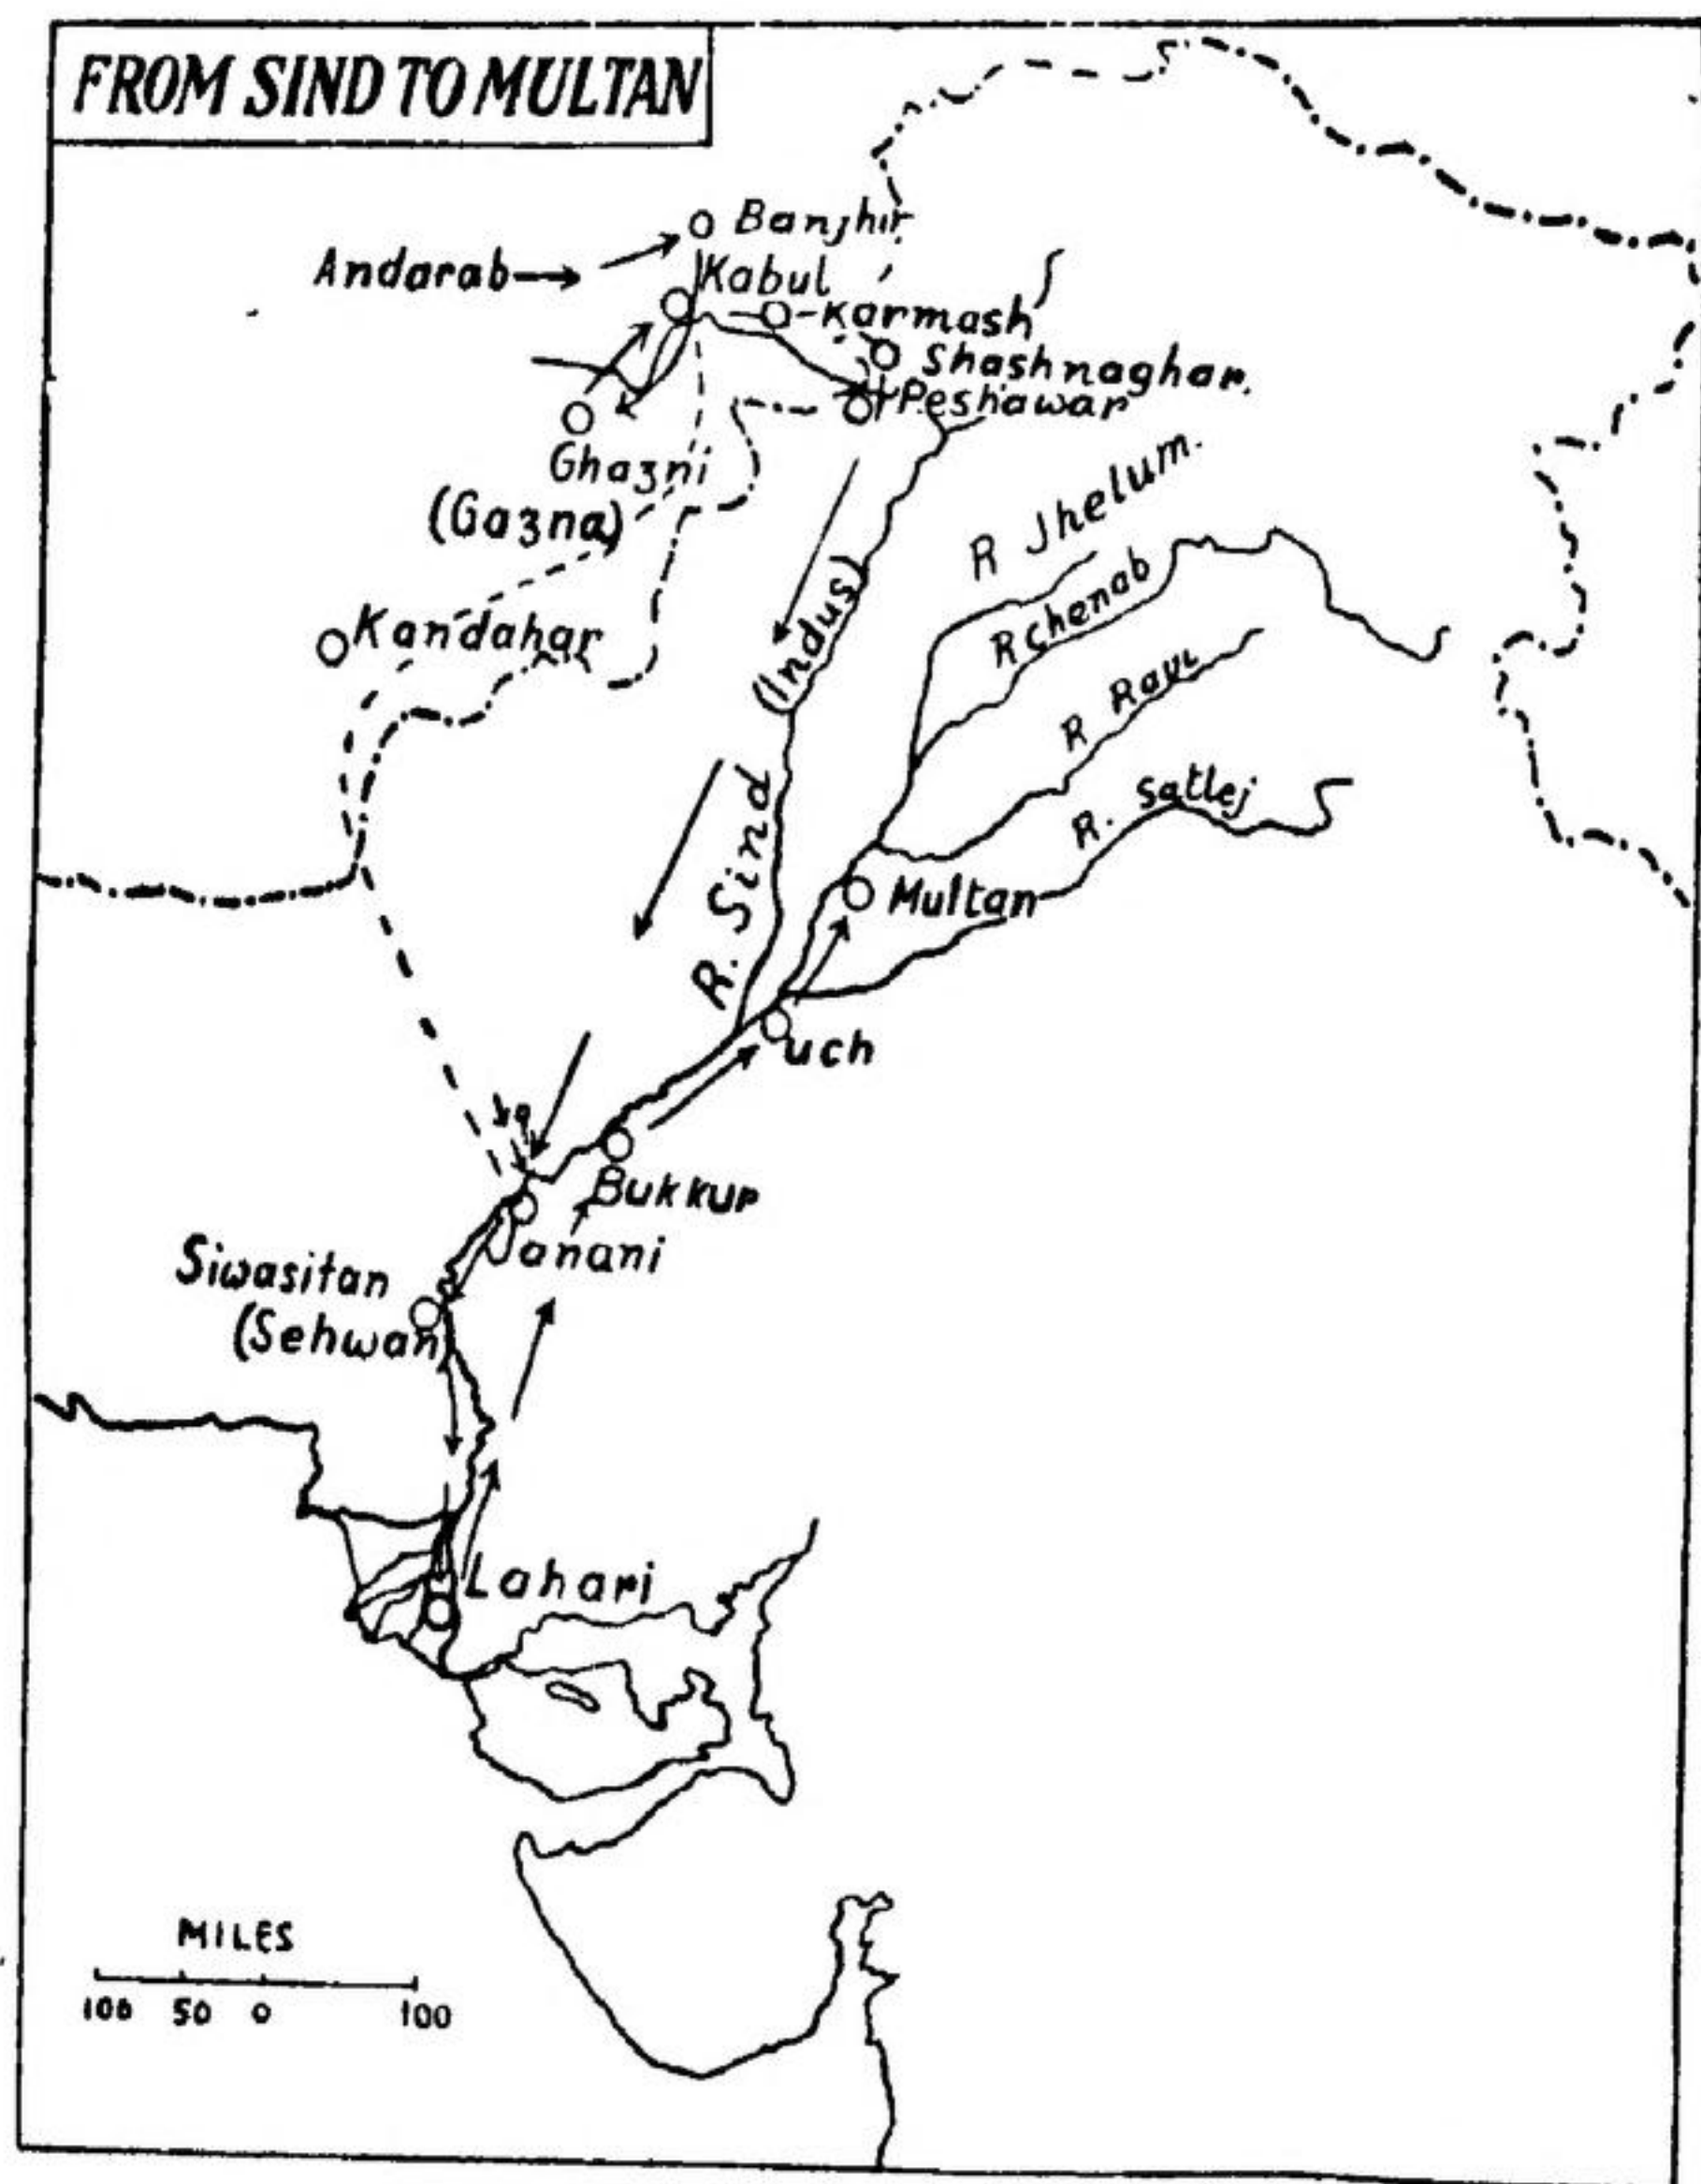 FROM SIND TO MULTAN
Banjhir
Andarab
Kabul
Karmash
Shashnaghar.
Peshawar
Ghazni
(Gazna)
R Jhelum.
R Chenab
(Indus)
Kandahar
R Ravi
R. Satlej
R. Sind
Multan
uch
Bukkur
Janani
Siwasitan
(Sehwan)
Lahari
MILES
100 50 0 100